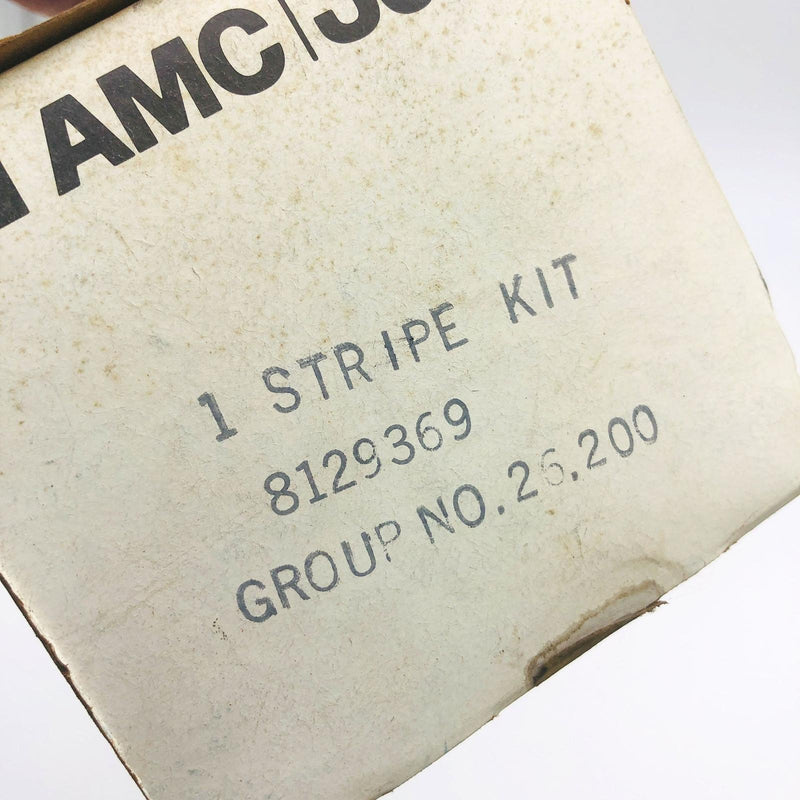 AMC
1 STRIPE KIT
8129369
GROUP NO. 26.200